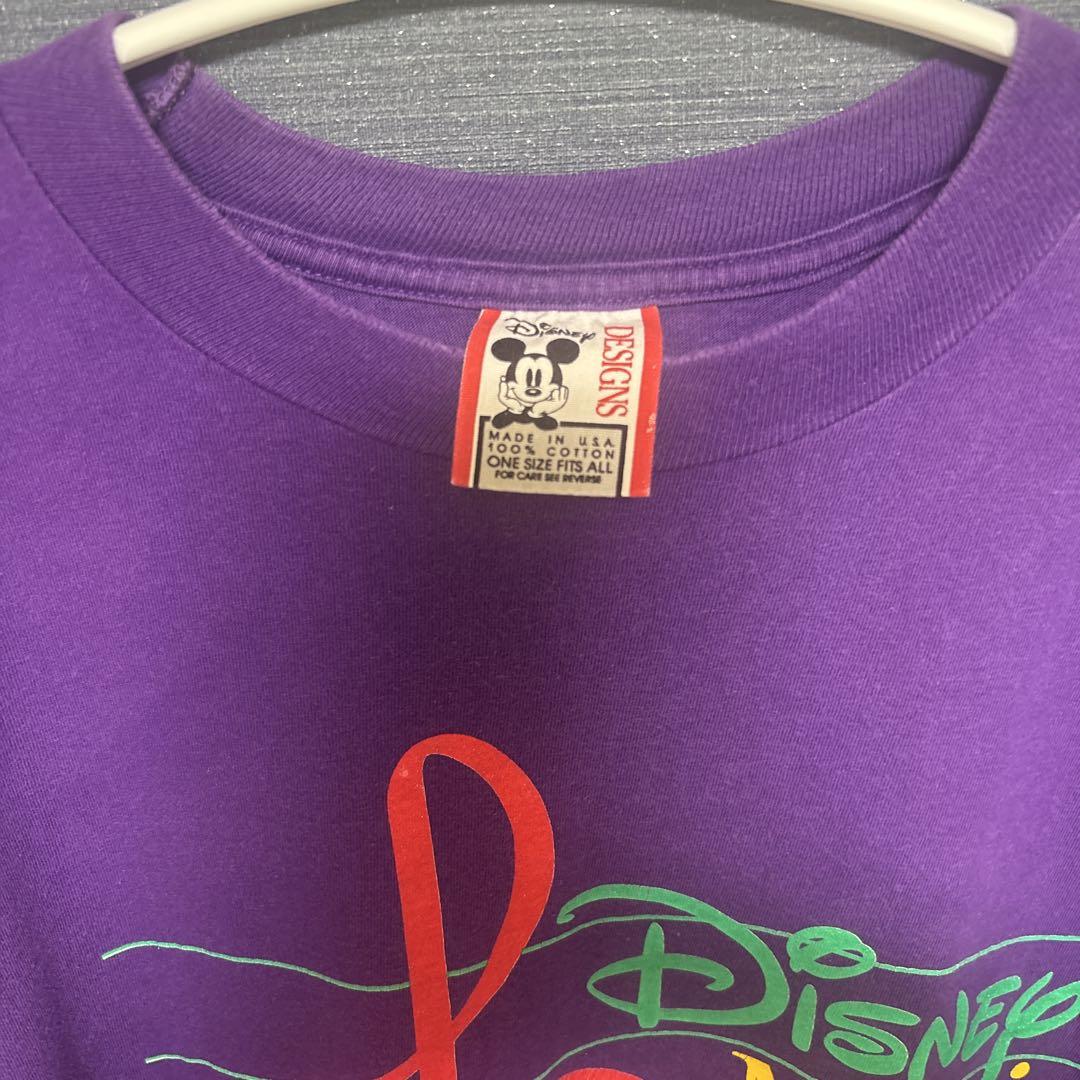 Disney
DESIGNS
MADE IN U.S.A.
100% COTTON
ONE SIZE FITS ALL
FOR CARE SEE REVERSE
Disney